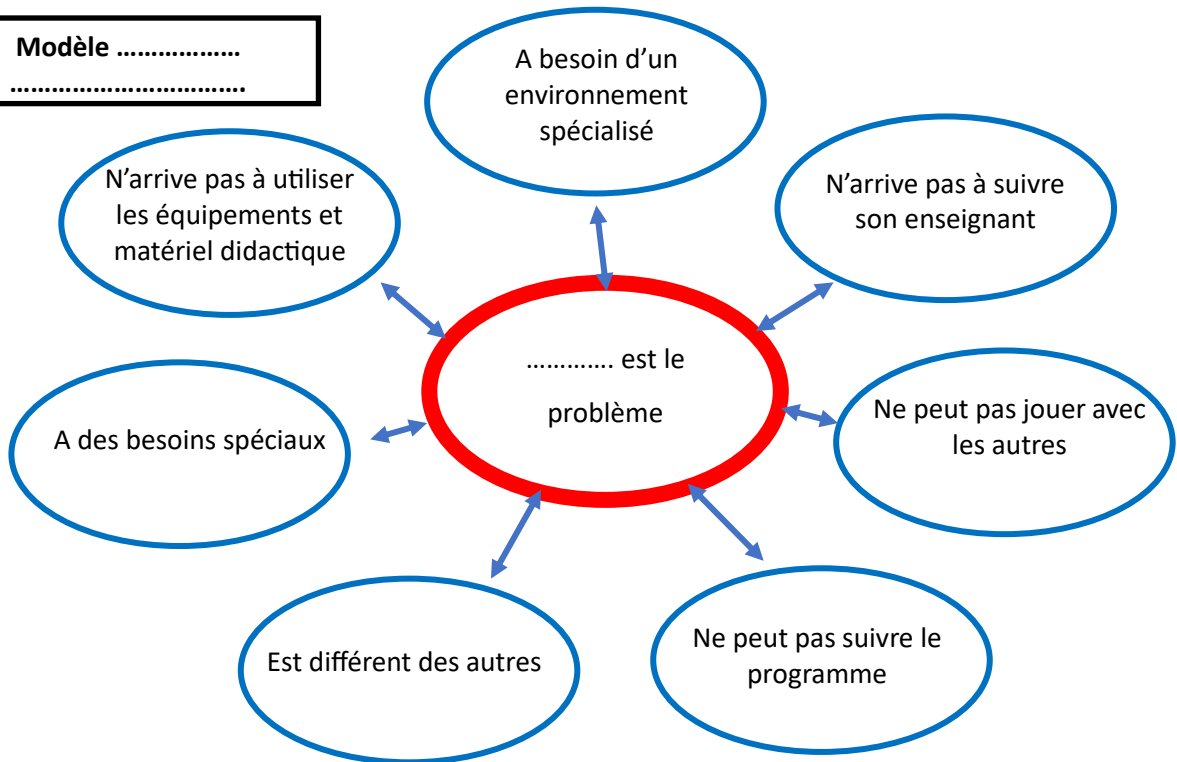 Modèle ..................
....................................
A besoin d’un
environnement
spécialisé
N’arrive pas à utiliser
les équipements et
matériel didactique
N’arrive pas à suivre
son enseignant
............. est le
problème
A des besoins spéciaux
Ne peut pas jouer avec
les autres
Est différent des autres
Ne peut pas suivre le
programme